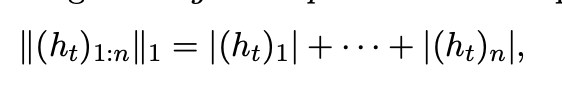 ‖(h_t)_{1:n}‖_1 = |(h_t)_1| + ⋯ + |(h_t)_n|,